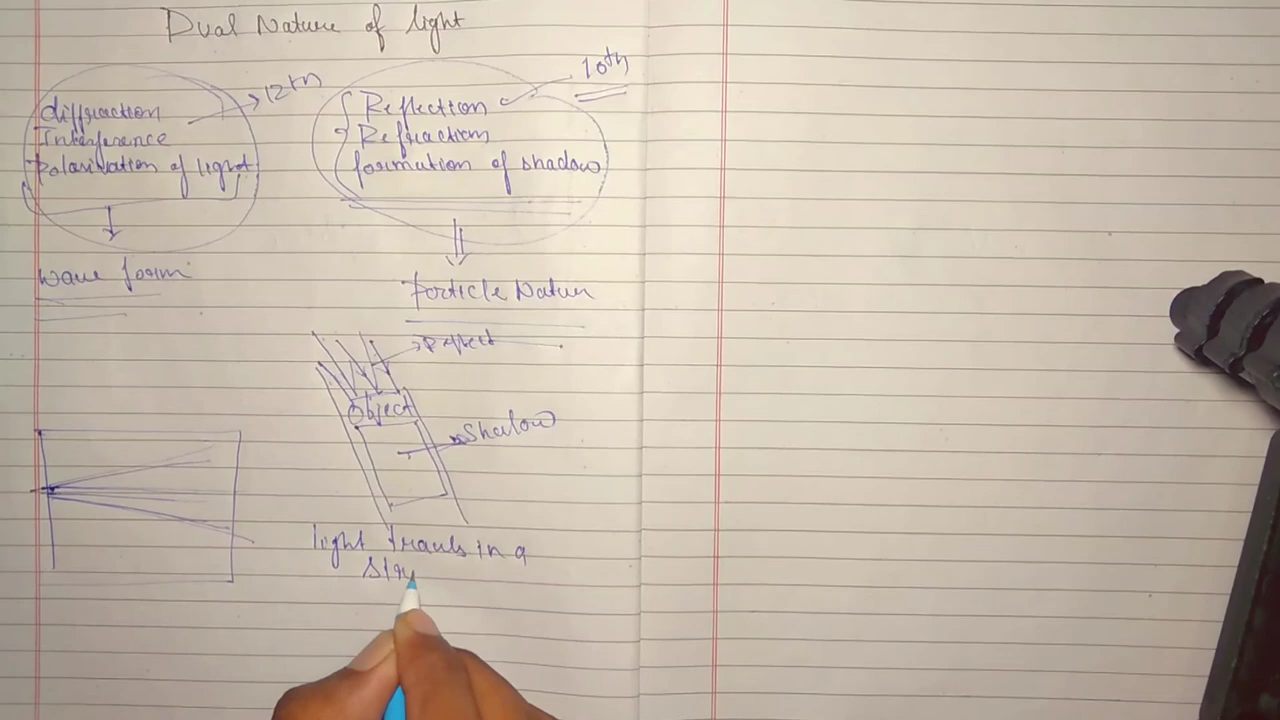 Dual Nature of light
diffraction
Interference
Polarisation of light
12th
wave form
10th
Reflection
Refraction
formation of shadow
Particle Natur
Reflect
Object
Shadow
light travels in a